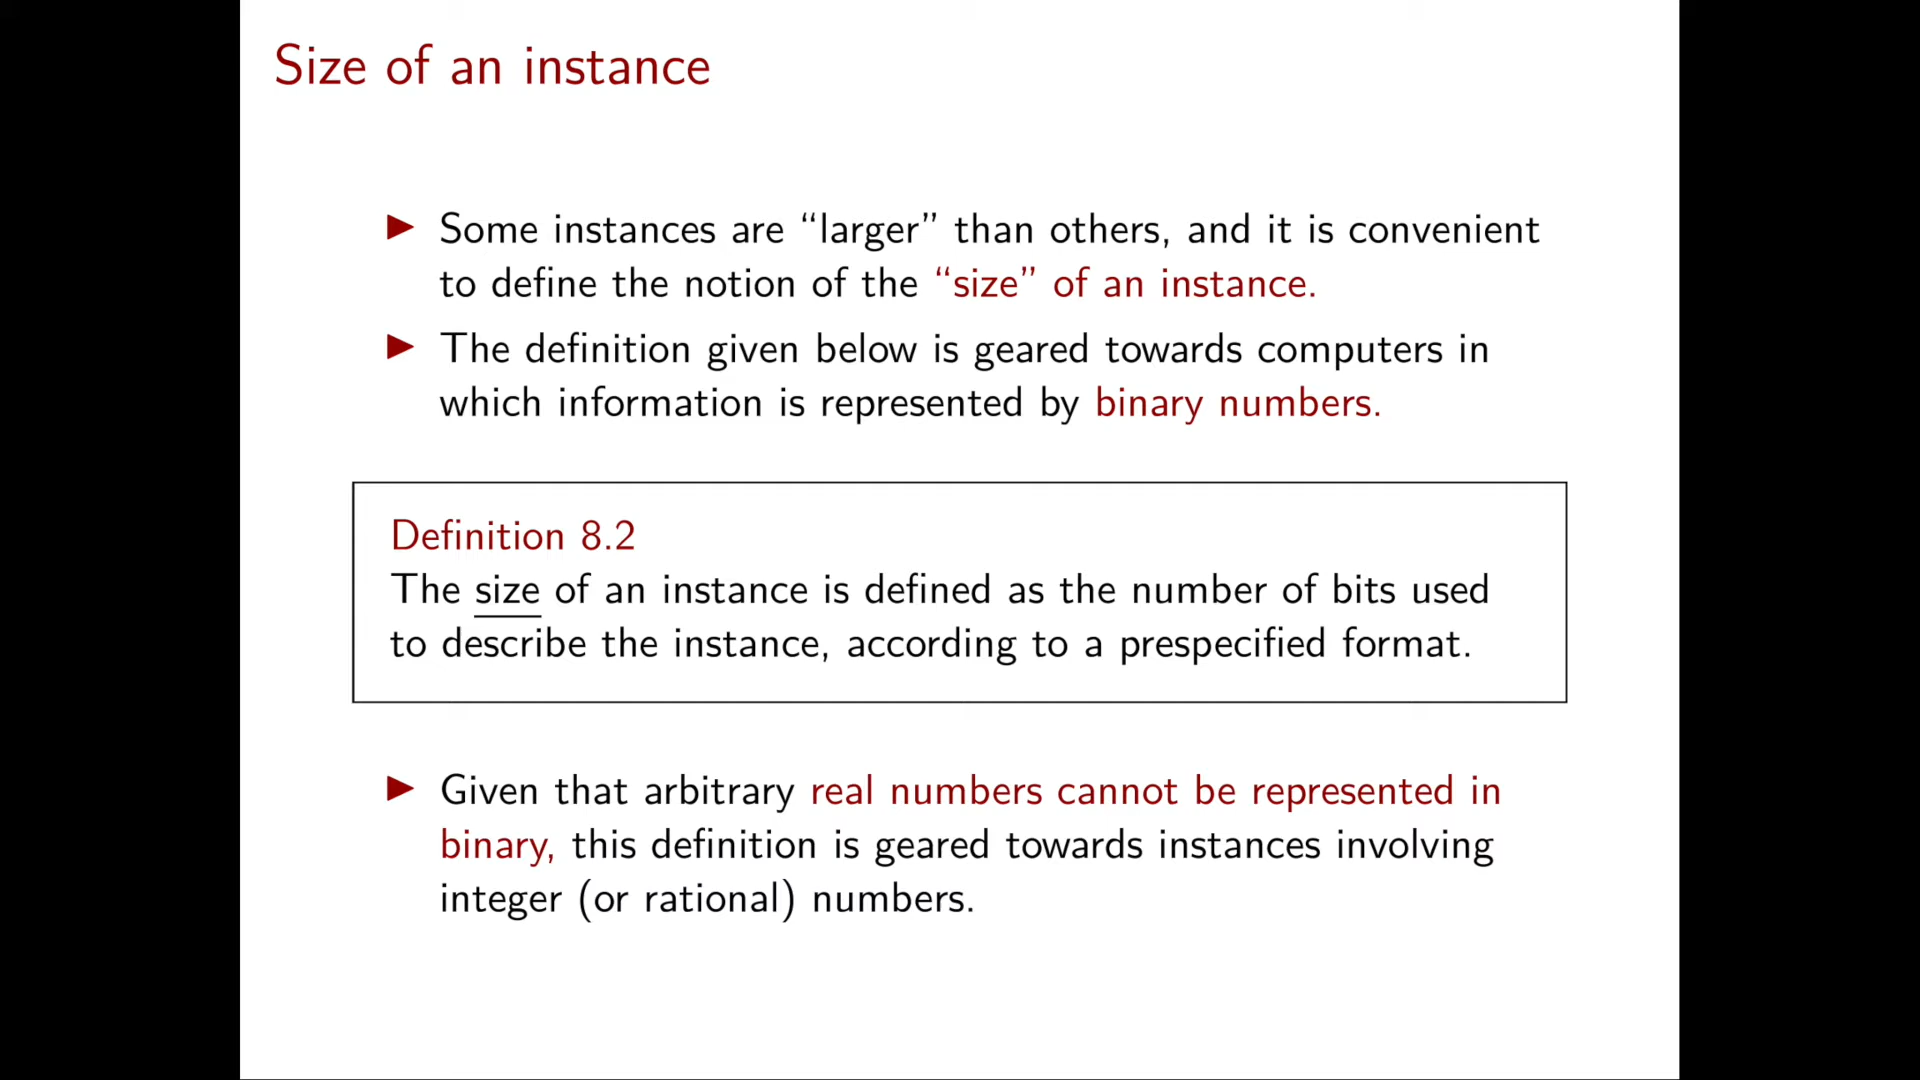 Size of an instance
▶ Some instances are “larger” than others, and it is convenient
to define the notion of the “size” of an instance.
▶ The definition given below is geared towards computers in
which information is represented by binary numbers.
Definition 8.2
The size of an instance is defined as the number of bits used
to describe the instance, according to a prespecified format.
▶ Given that arbitrary real numbers cannot be represented in
binary, this definition is geared towards instances involving
integer (or rational) numbers.